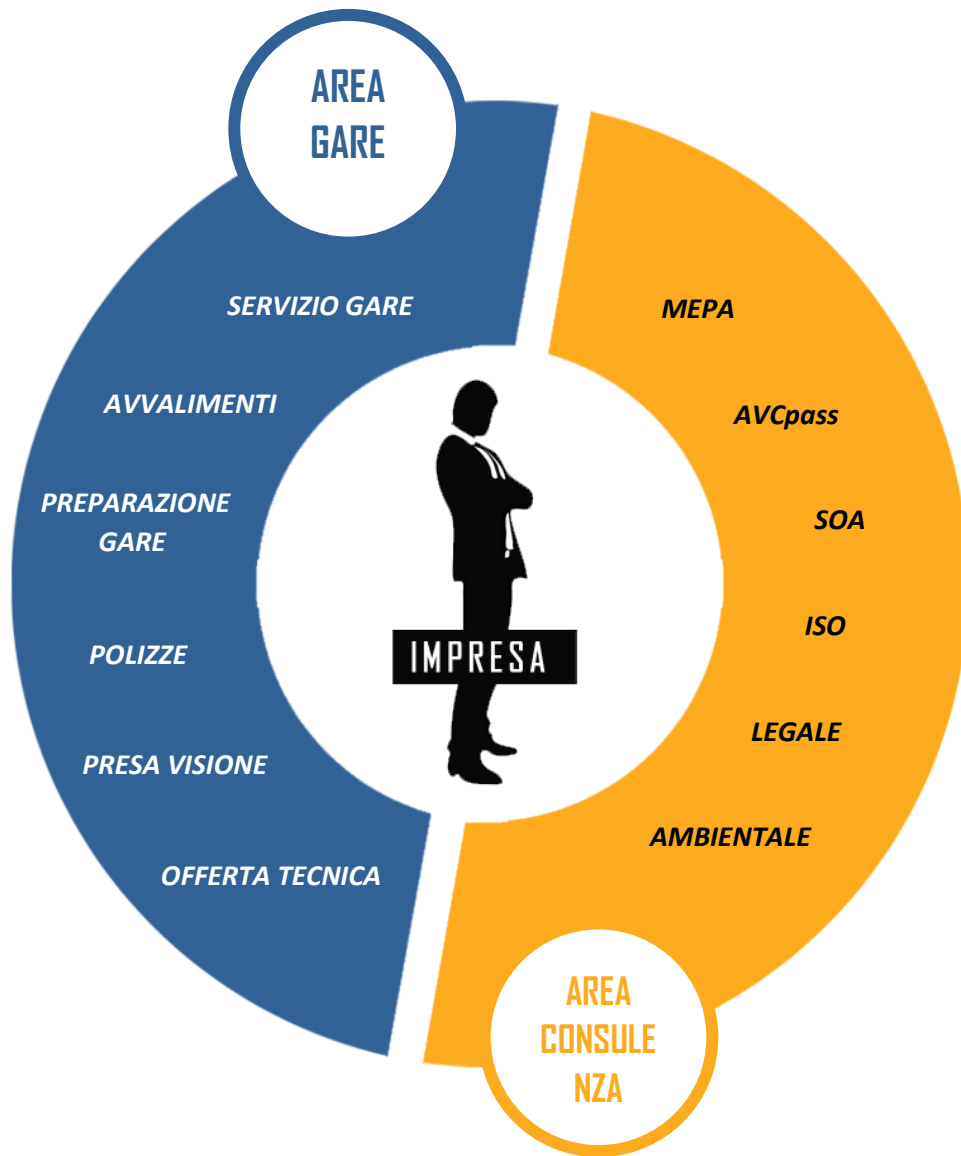 AREA
GARE
SERVIZIO GARE
AVVALIMENTI
PREPARAZIONE
GARE
POLIZZE
PRESA VISIONE
OFFERTA TECNICA
IMPRESA
MEPA
AVCpass
SOA
ISO
LEGALE
AMBIENTALE
AREA
CONSULE
NZA